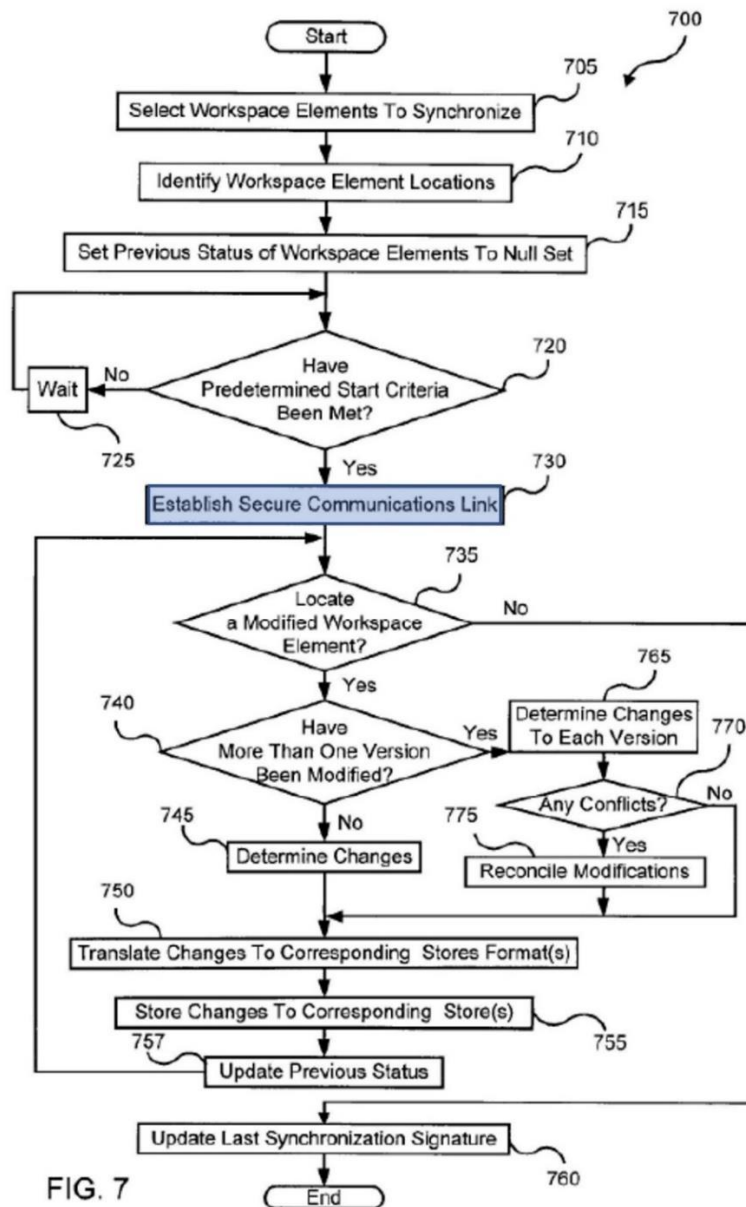 700
Start
705
Select Workspace Elements To Synchronize
710
Identify Workspace Element Locations
715
Set Previous Status of Workspace Elements To Null Set
720
Have
Predetermined Start Criteria
Been Met?
No
Wait
725
Yes
730
Establish Secure Communications Link
735
Locate
a Modified Workspace
Element?
No
Yes
740
Have
More Than One Version
Been Modified?
Yes
765
Determine Changes
To Each Version
770
Any Conflicts?
No
Yes
775
Reconcile Modifications
No
745
Determine Changes
750
Translate Changes To Corresponding Stores Format(s)
Store Changes To Corresponding Store(s)
755
757
Update Previous Status
Update Last Synchronization Signature
760
End
FIG. 7